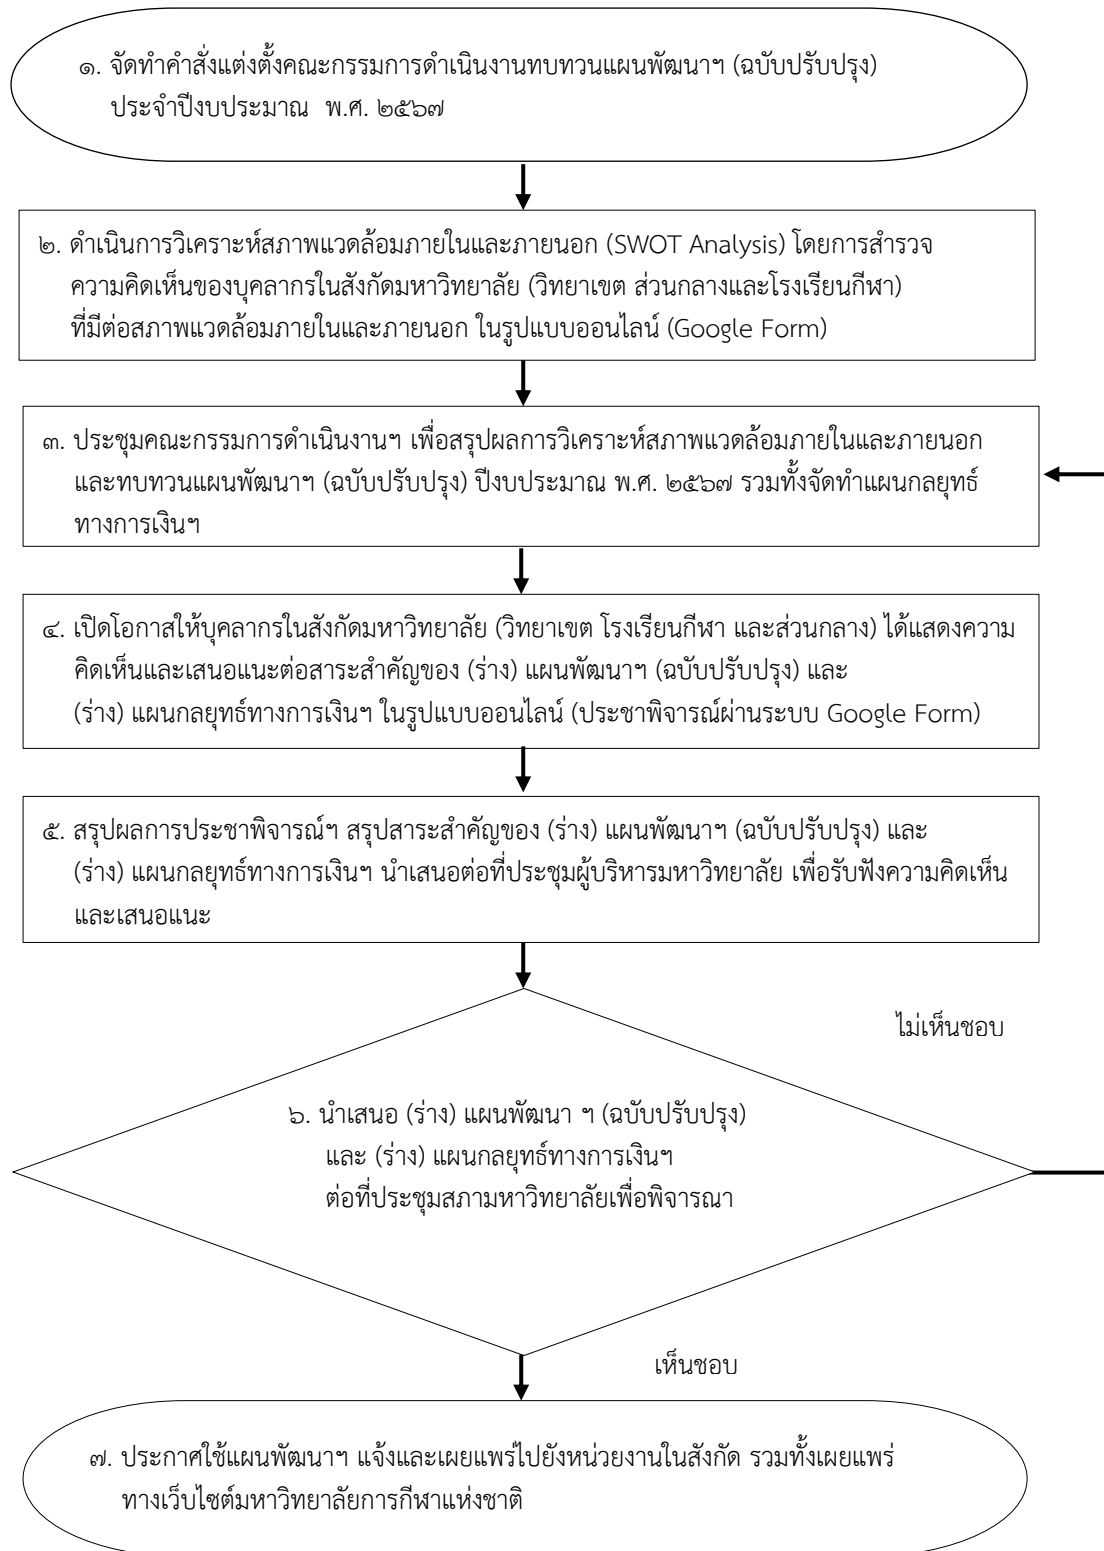 ๑. จัดทำคำสั่งแต่งตั้งคณะกรรมการดำเนินงานทบทวนแผนพัฒนาฯ (ฉบับปรับปรุง)
ประจำปีงบประมาณ พ.ศ. ๒๕๖๗
๒. ดำเนินการวิเคราะห์สภาพแวดล้อมภายในและภายนอก (SWOT Analysis) โดยการสำรวจ
ความคิดเห็นของบุคลากรในสังกัดมหาวิทยาลัย (วิทยาเขต ส่วนกลางและโรงเรียนกีฬา)
ที่มีต่อสภาพแวดล้อมภายในและภายนอก ในรูปแบบออนไลน์ (Google Form)
๓. ประชุมคณะกรรมการดำเนินงานฯ เพื่อสรุปผลการวิเคราะห์สภาพแวดล้อมภายในและภายนอก
และทบทวนแผนพัฒนาฯ (ฉบับปรับปรุง) ปีงบประมาณ พ.ศ. ๒๕๖๗ รวมทั้งจัดทำแผนกลยุทธ์
ทางการเงินฯ
๔. เปิดโอกาสให้บุคลากรในสังกัดมหาวิทยาลัย (วิทยาเขต โรงเรียนกีฬา และส่วนกลาง) ได้แสดงความ
คิดเห็นและเสนอแนะต่อสาระสำคัญของ (ร่าง) แผนพัฒนาฯ (ฉบับปรับปรุง) และ
(ร่าง) แผนกลยุทธ์ทางการเงินฯ ในรูปแบบออนไลน์ (ประชาพิจารณ์ผ่านระบบ Google Form)
๕. สรุปผลการประชาพิจารณ์ฯ สรุปสาระสำคัญของ (ร่าง) แผนพัฒนาฯ (ฉบับปรับปรุง) และ
(ร่าง) แผนกลยุทธ์ทางการเงินฯ นำเสนอต่อที่ประชุมผู้บริหารมหาวิทยาลัย เพื่อรับฟังความคิดเห็น
และเสนอแนะ
ไม่เห็นชอบ
๖. นำเสนอ (ร่าง) แผนพัฒนา ฯ (ฉบับปรับปรุง)
และ (ร่าง) แผนกลยุทธ์ทางการเงินฯ
ต่อที่ประชุมสภามหาวิทยาลัยเพื่อพิจารณา
เห็นชอบ
๗. ประกาศใช้แผนพัฒนาฯ แจ้งและเผยแพร่ไปยังหน่วยงานในสังกัด รวมทั้งเผยแพร่
ทางเว็บไซต์มหาวิทยาลัยการกีฬาแห่งชาติ